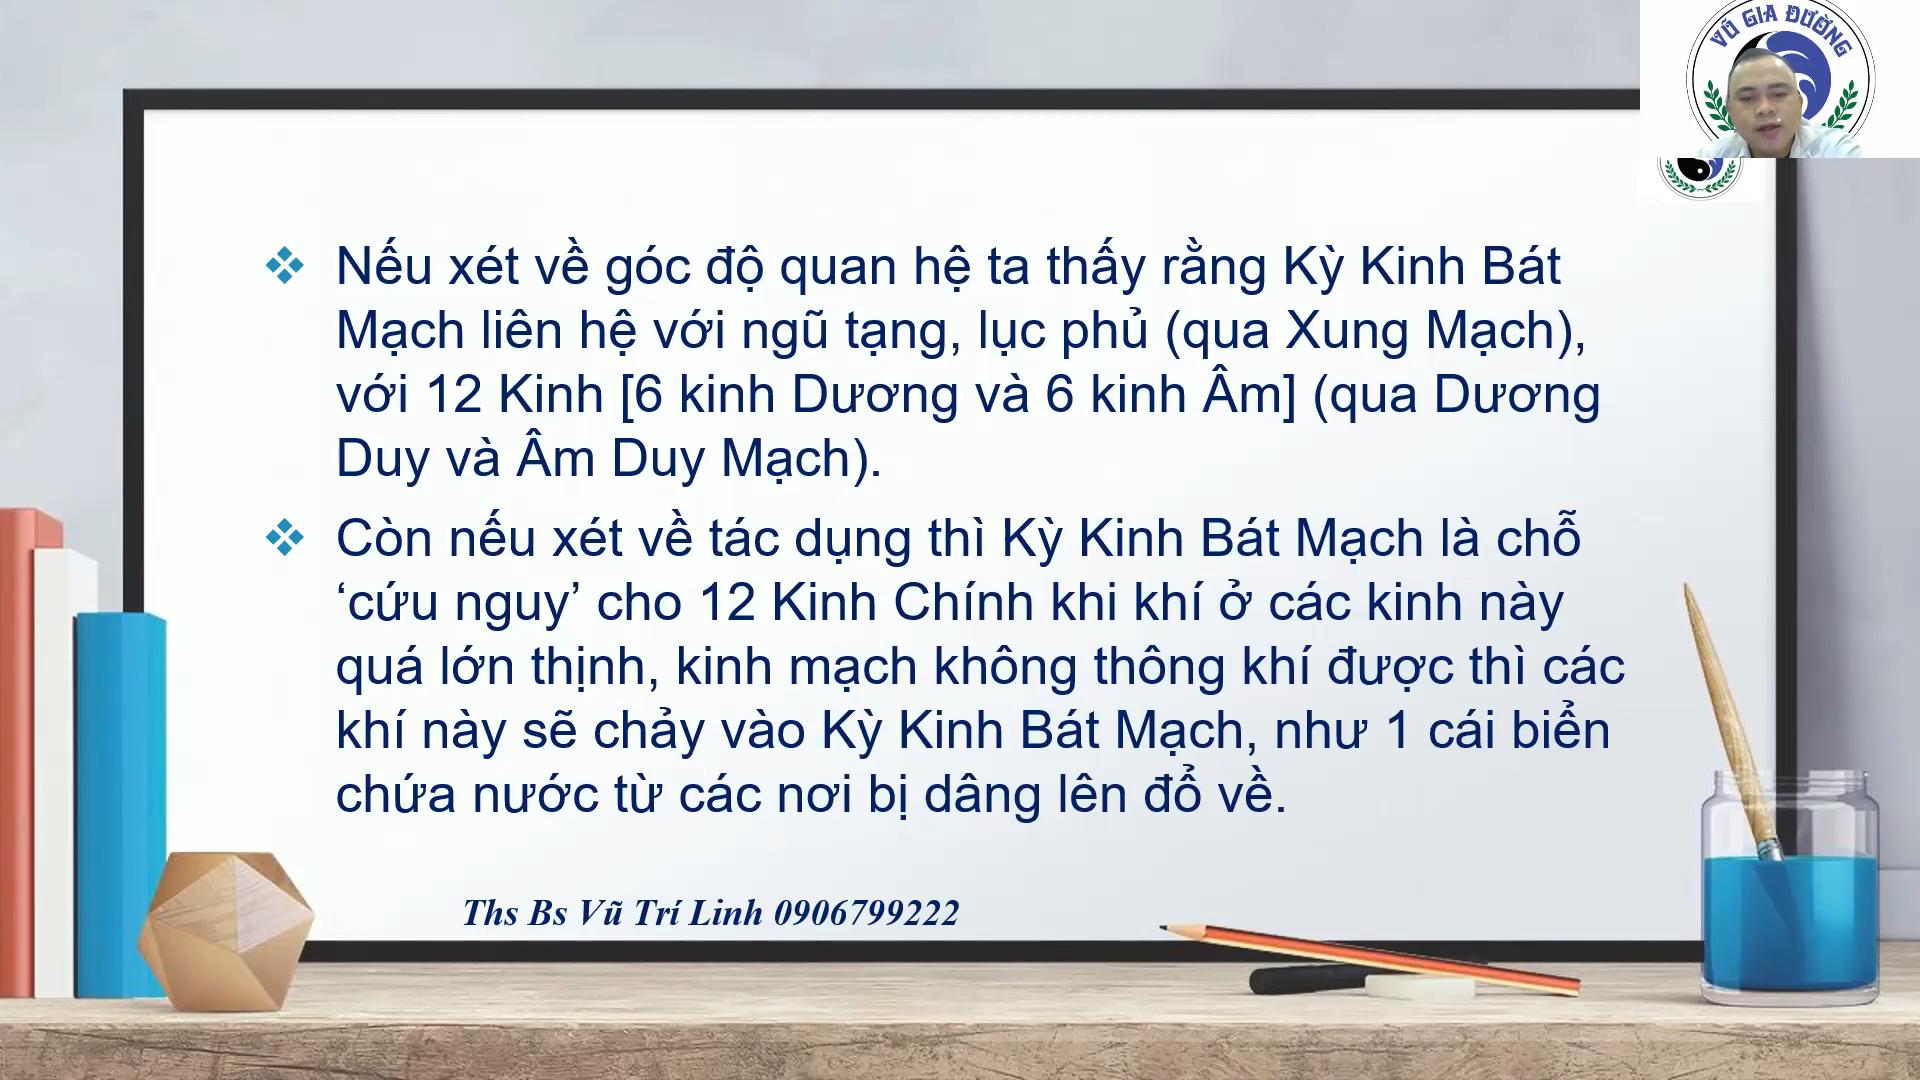 VŨ GIA ĐƯỜNG
Nếu xét về góc độ quan hệ ta thấy rằng Kỳ Kinh Bát
Mạch liên hệ với ngũ tạng, lục phủ (qua Xung Mạch),
với 12 Kinh [6 kinh Dương và 6 kinh Âm] (qua Dương
Duy và Âm Duy Mạch).
Còn nếu xét về tác dụng thì Kỳ Kinh Bát Mạch là chỗ
‘cứu nguy’ cho 12 Kinh Chính khi khí ở các kinh này
quá lớn thịnh, kinh mạch không thông khí được thì các
khí này sẽ chảy vào Kỳ Kinh Bát Mạch, như 1 cái biển
chứa nước từ các nơi bị dâng lên đổ về.
Ths Bs Vũ Trí Linh 0906799222